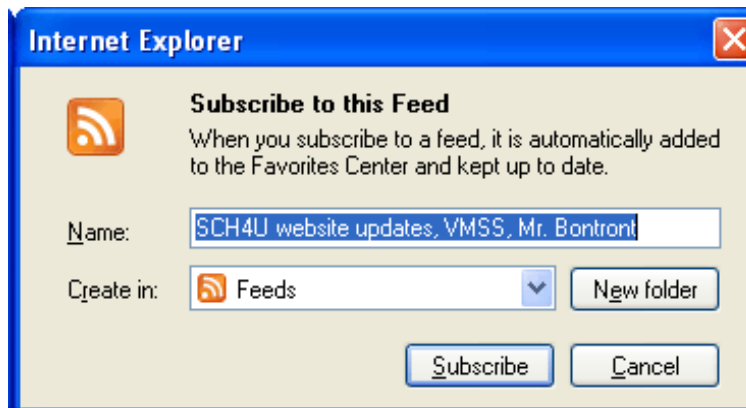 Internet Explorer
Subscribe to this Feed
When you subscribe to a feed, it is automatically added
to the Favorites Center and kept up to date.
Name: SCH4U website updates, VMSS, Mr. Bontront
Create in: Feeds New folder
Subscribe Cancel